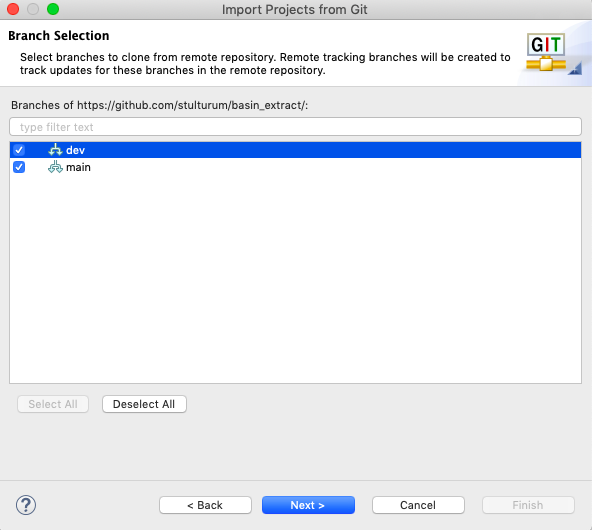 Import Projects from Git
Branch Selection
Select branches to clone from remote repository. Remote tracking branches will be created to
track updates for these branches in the remote repository.
GIT
Branches of https://github.com/stulturum/basin_extract/:
type filter text
dev
main
Select All
Deselect All
?
< Back
Next >
Cancel
Finish